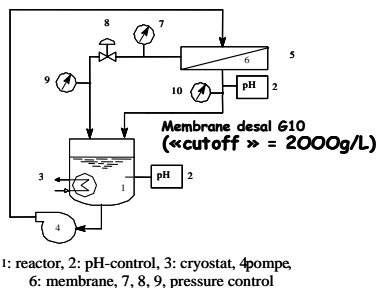 8
7
9
6
5
10
pH
2
Membrane desal G10
(«cutoff » = 2000g/L)
3
1
pH
2
4
1: reactor, 2: pH-control, 3: cryostat, 4pompe,
6: membrane, 7, 8, 9, pressure control